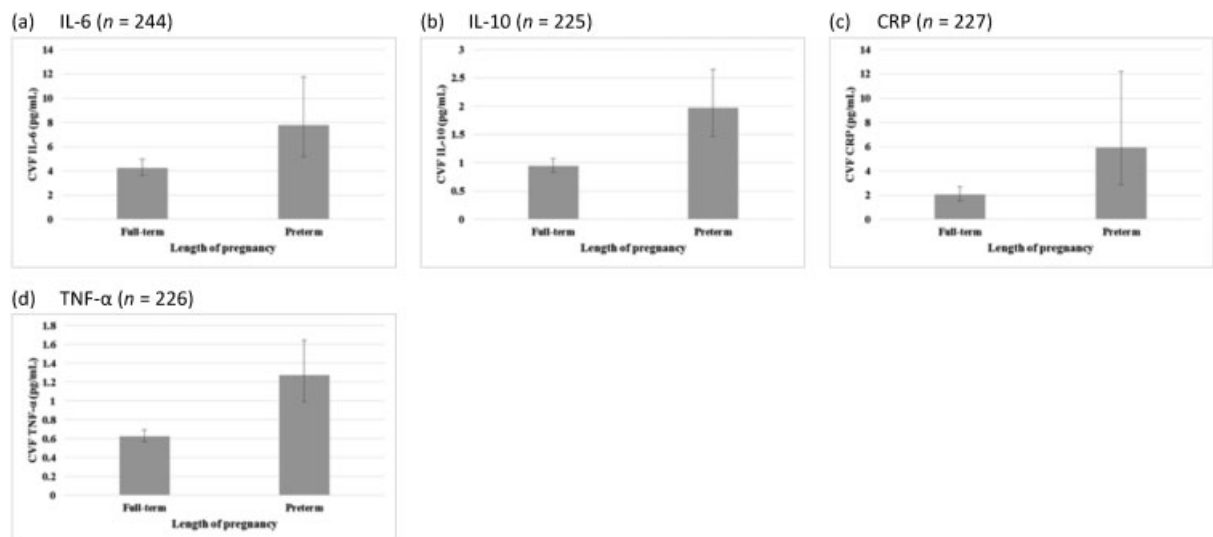 (a) IL-6 (n = 244)
14
12
10
8
6
4
2
0
CVF IL-6 (pg/mL)
Full-term Preterm
Length of pregnancy
(b) IL-10 (n = 225)
3
2.5
2
1.5
1
0.5
0
CVF IL-10 (pg/mL)
Full-term Preterm
Length of pregnancy
(c) CRP (n = 227)
14
12
10
8
6
4
2
0
CVF CRP (pg/mL)
Full-term Preterm
Length of pregnancy
(d) TNF-α (n = 226)
1.8
1.6
1.4
1.2
1
0.8
0.6
0.4
0.2
0
CVF TNF-α (pg/mL)
Full-term Preterm
Length of pregnancy